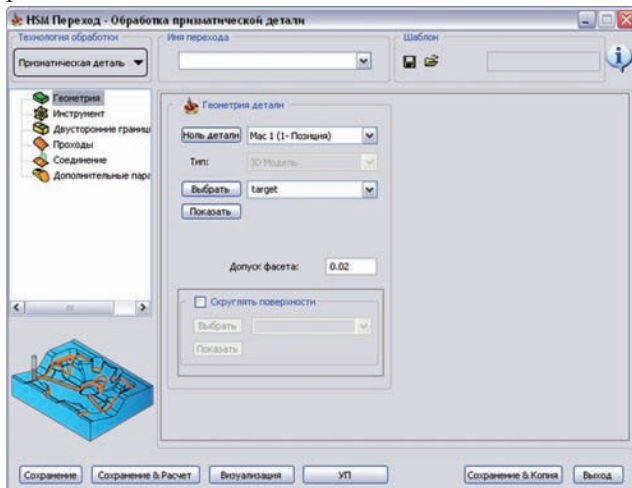 HSM Переход - Обработка призматической детали
Технология обработки
Имя перехода
Шаблон
Призматическая деталь
Геометрия
Инструмент
Двусторонние границы
Проходы
Соединение
Дополнительные пара
Геометрия детали
Ноль детали
Mac 1 (1- Позиция)
Тип:
3D Модель
Выбрать
target
Показать
Допуск фасета:
0.02
Скруглять поверхности
Выбрать
Показать
Сохранение
Сохранение & Расчет
Визуализация
УП
Сохранение & Копия
Выход